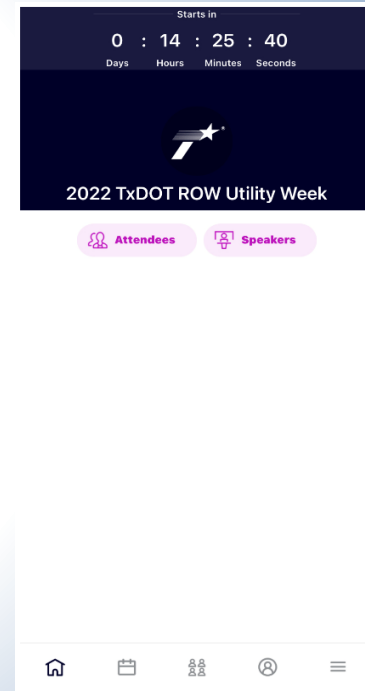 Starts in
0 : 14 : 25 : 40
Days Hours Minutes Seconds
2022 TxDOT ROW Utility Week
Attendees Speakers